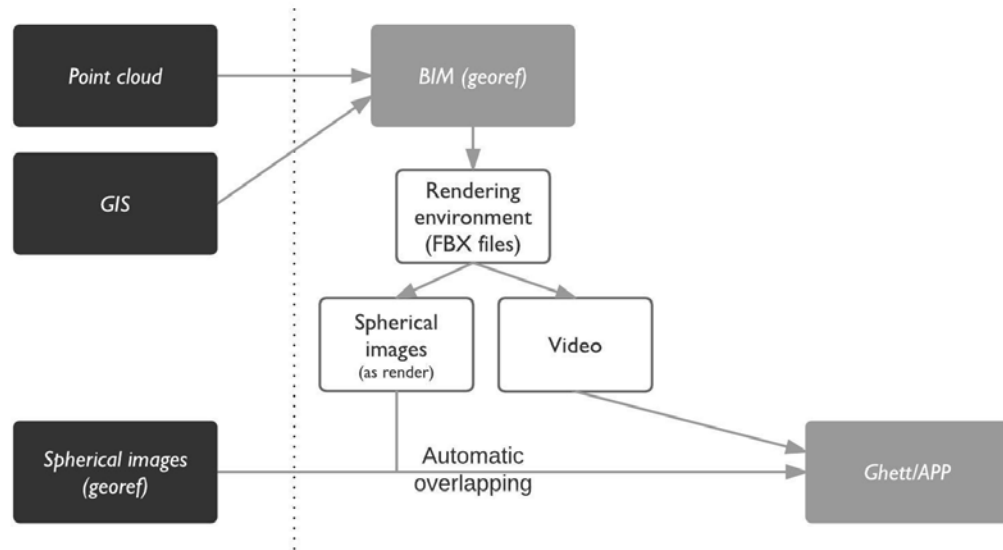 Point cloud
BIM (georef)
GIS
Rendering
environment
(FBX files)
Spherical
images
(as render)
Video
Spherical images
(georef)
Automatic
overlapping
Ghett/APP